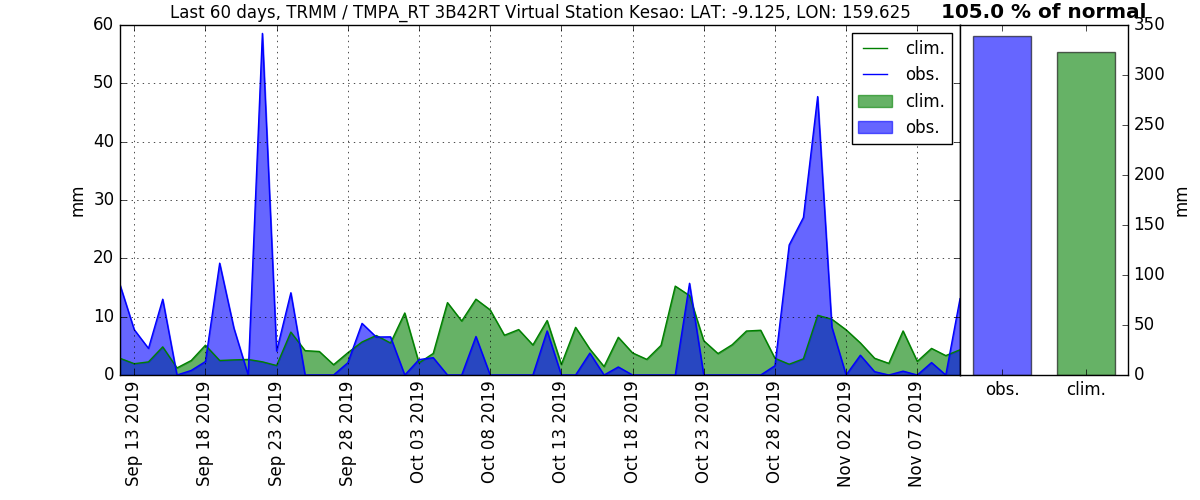 Last 60 days, TRMM / TMPA_RT 3B42RT Virtual Station Kesao: LAT: -9.125, LON: 159.625
105.0 % of normal
60
50
40
30
20
10
0
mm
clim.
obs.
clim.
obs.
350
300
250
200
150
100
50
0
mm
obs.
clim.
Sep 13 2019
Sep 18 2019
Sep 23 2019
Sep 28 2019
Oct 03 2019
Oct 08 2019
Oct 13 2019
Oct 18 2019
Oct 23 2019
Oct 28 2019
Nov 02 2019
Nov 07 2019